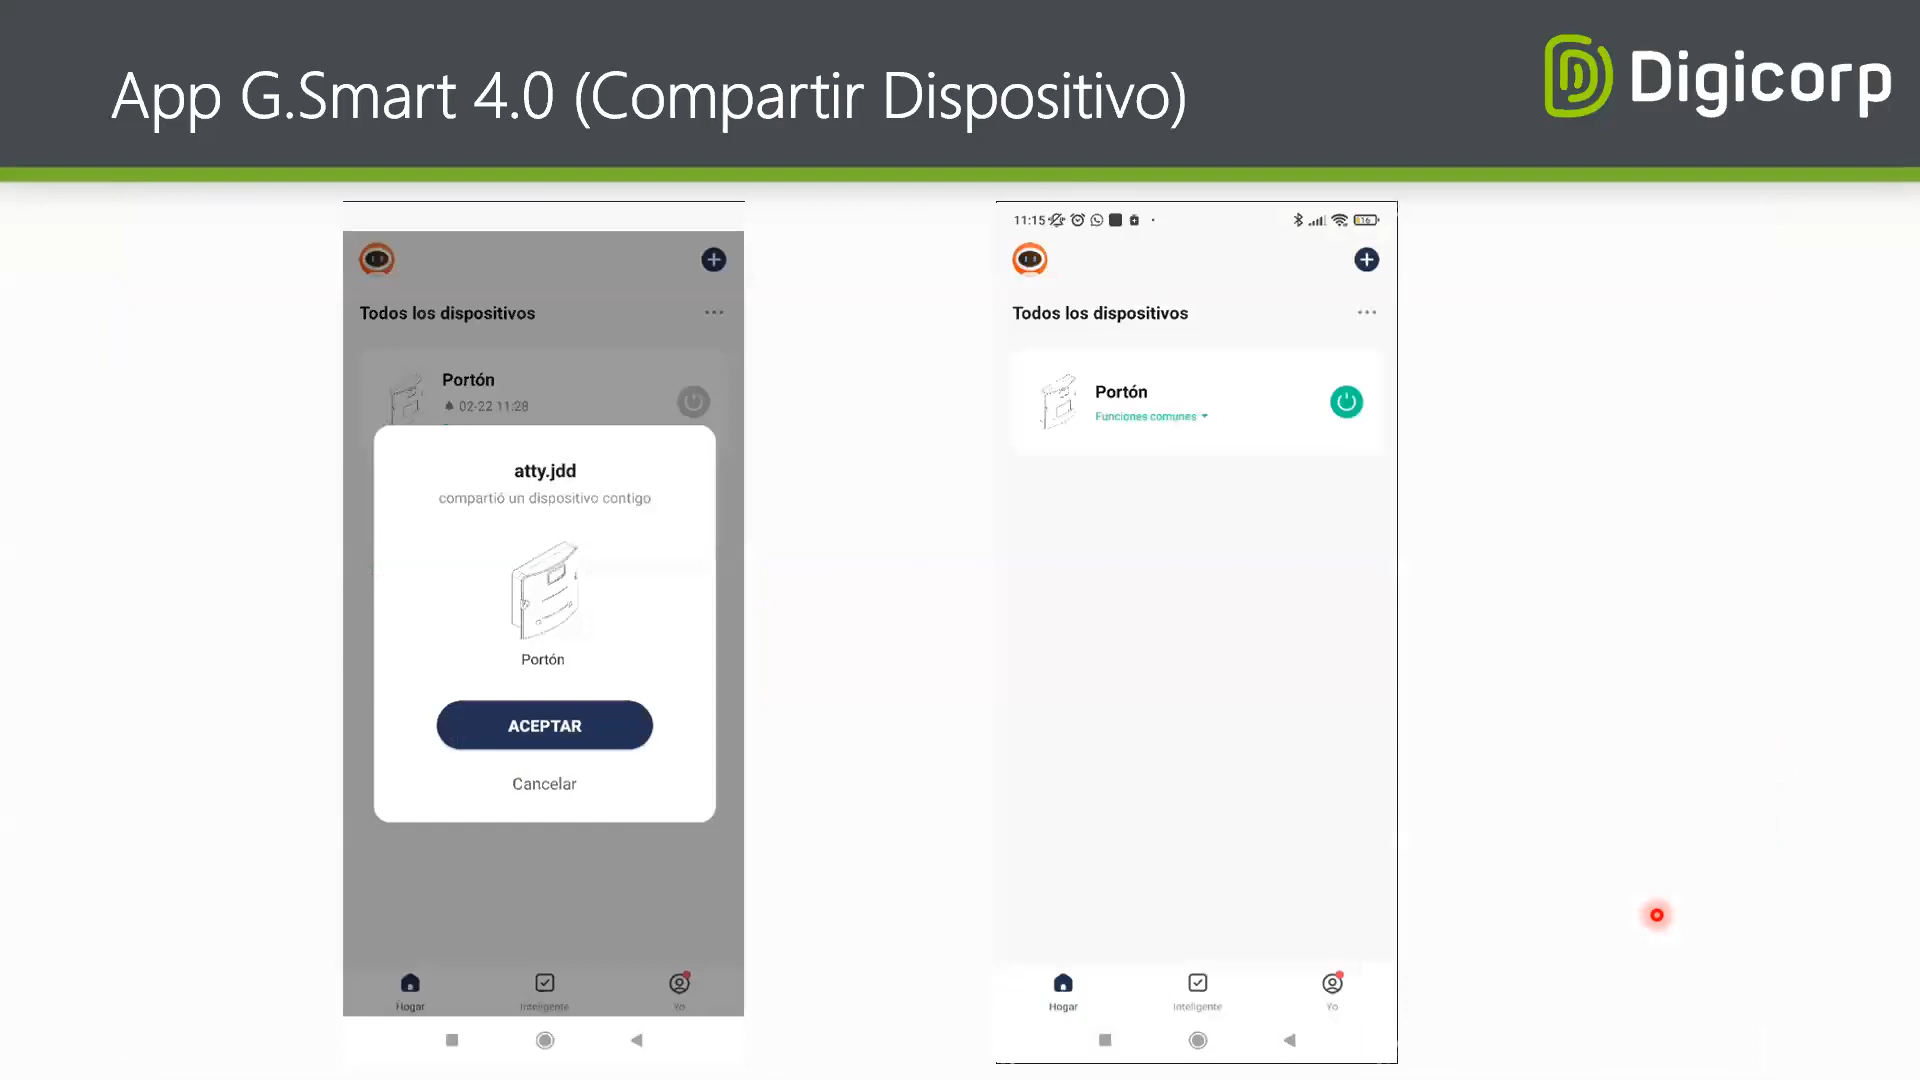 App G.Smart 4.0 (Compartir Dispositivo)
Digicorp
Todos los dispositivos
Portón
02-22 11:28
atty.jdd
compartió un dispositivo contigo
Portón
ACEPTAR
Cancelar
Hogar
Inteligente
Yo
11:15
16
Todos los dispositivos
Portón
Funciones comunes
Hogar
Inteligente
Yo